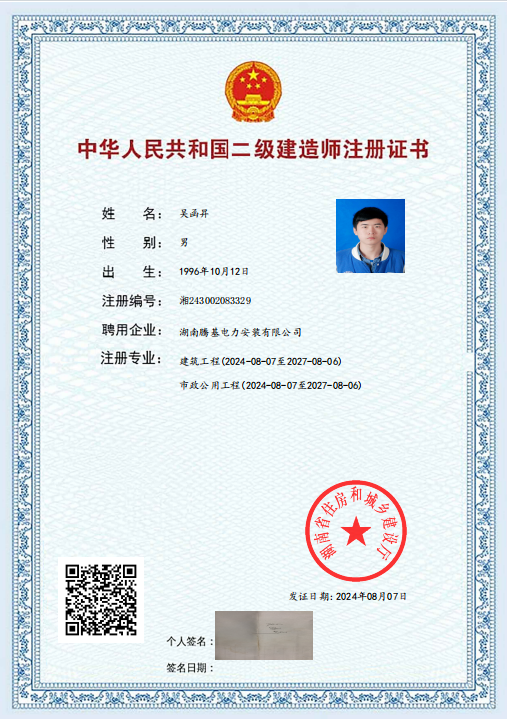 中华人民共和国二级建造师注册证书
姓 名: 吴函昇
性 别: 男
出 生: 1996年10月12日
注册编号: 湘243002083329
聘用企业: 湖南腾基电力安装有限公司
注册专业: 建筑工程(2024-08-07至2027-08-06)
市政公用工程(2024-08-07至2027-08-06)
湖南省住房和城乡建设厅
发证日期: 2024年08月07日
个人签名:
签名日期: